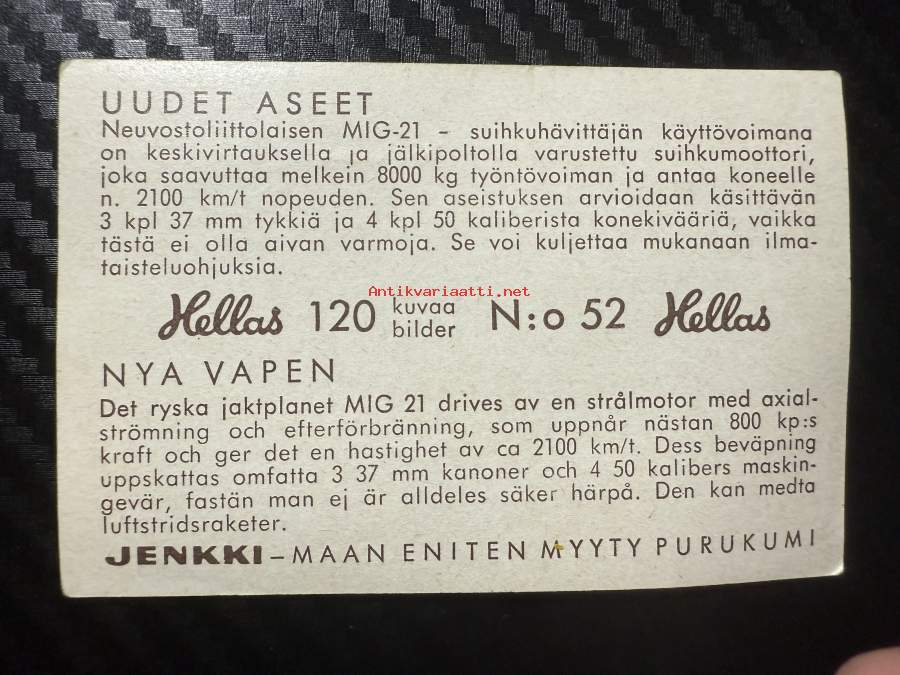 UUDET ASEET
Neuvostoliittolaisen MIG-21 – suihkuhävittäjän käyttövoimana
on keskivirtauksella ja jälkipoltolla varustettu suihkumoottori,
joka saavuttaa melkein 8000 kg työntövoiman ja antaa koneelle
n. 2100 km/t nopeuden. Sen aseistuksen arvioidaan käsittävän
3 kpl 37 mm tykkiä ja 4 kpl 50 kaliberista konekivääriä, vaikka
tästä ei olla aivan varmoja. Se voi kuljettaa mukanaan ilma-
taisteluohjuksia.
Antikvariaatti.net
Hellas 120 kuvaa bilder N:o 52 Hellas
NYA VAPEN
Det ryska jaktplanet MIG 21 drives av en strålmotor med axial-
strömning och efterförbränning, som uppnår nästan 800 kp:s
kraft och ger det en hastighet av ca 2100 km/t. Dess beväpning
uppskattas omfatta 3 37 mm kanoner och 4 50 kalibers maskin-
gevär, fastän man ej är alldeles säker härpå. Den kan medta
luftstridsraketer.
JENKKI – MAAN ENITEN MYYTY PURUKUMI